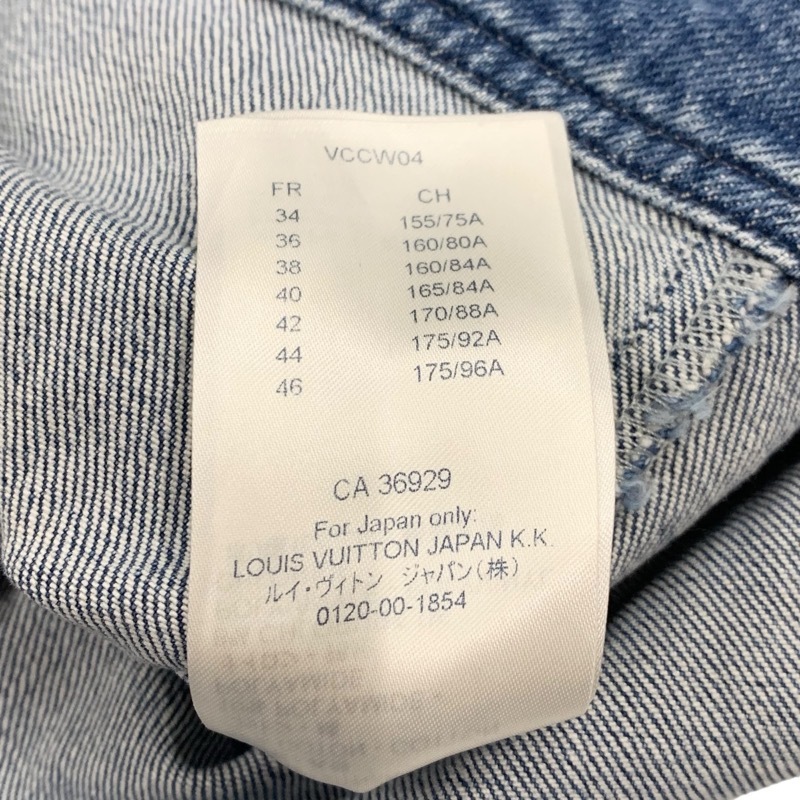 VCCW04
FR CH
34 155/75A
36 160/80A
38 160/84A
40 165/84A
42 170/88A
44 175/92A
46 175/96A
CA 36929
For Japan only:
LOUIS VUITTON JAPAN K.K.
ルイ・ヴィトン ジャパン(株)
0120-00-1854